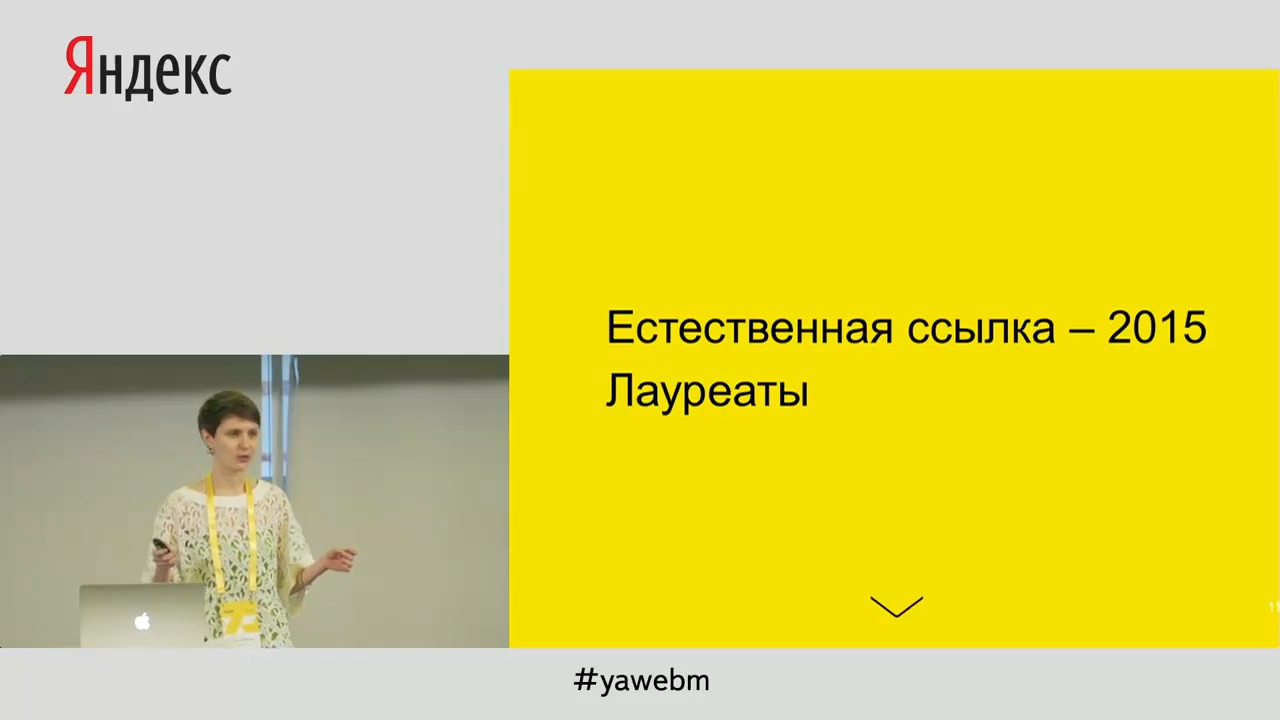 Яндекс
Естественная ссылка – 2015
Лауреаты
#yawebm